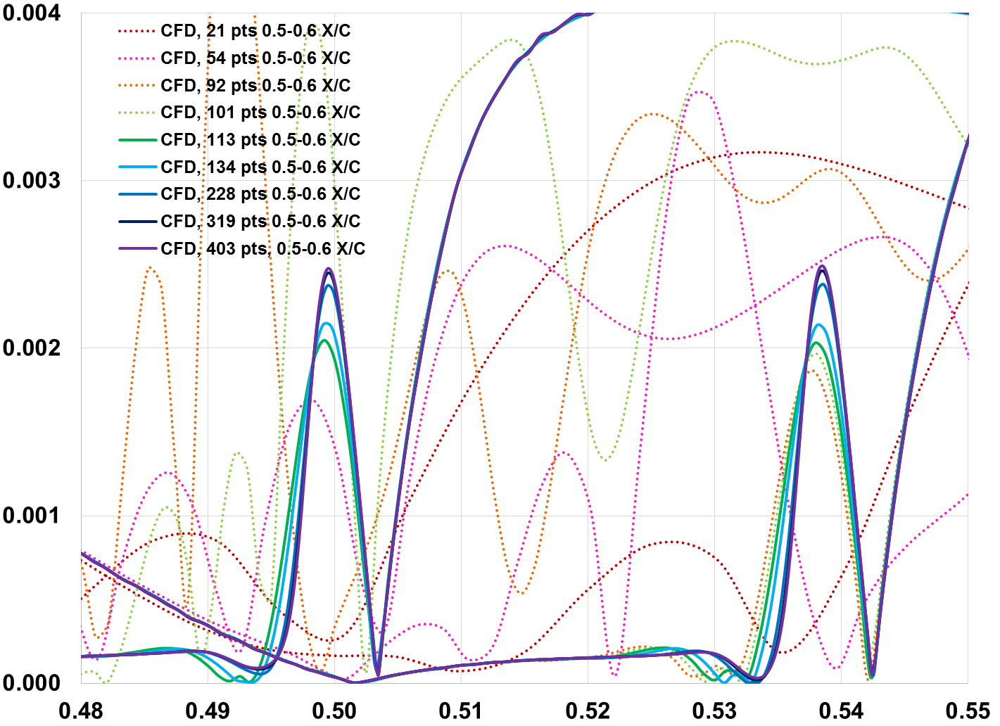 0.004
CFD, 21 pts 0.5-0.6 X/C
CFD, 54 pts 0.5-0.6 X/C
CFD, 92 pts 0.5-0.6 X/C
CFD, 101 pts 0.5-0.6 X/C
CFD, 113 pts 0.5-0.6 X/C
CFD, 134 pts 0.5-0.6 X/C
0.003
CFD, 228 pts 0.5-0.6 X/C
CFD, 319 pts 0.5-0.6 X/C
CFD, 403 pts, 0.5-0.6 X/C
0.002
0.001
0.000
0.48 0.49 0.50 0.51 0.52 0.53 0.54 0.55